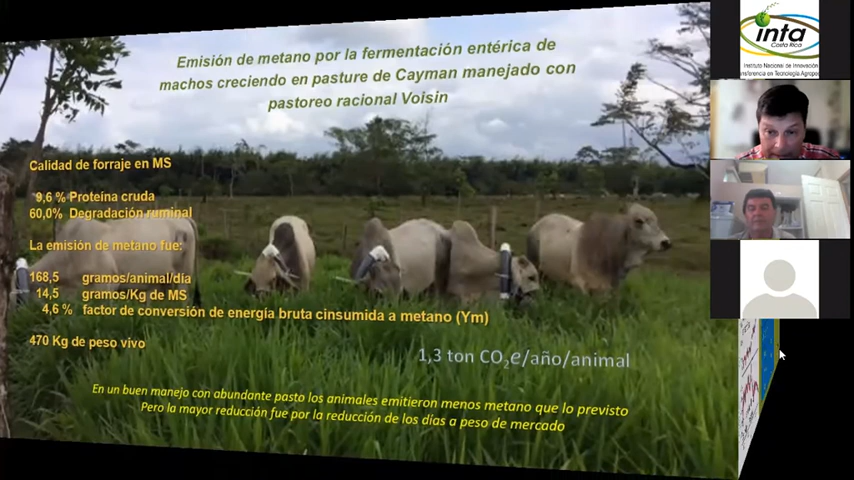 Emisión de metano por la fermentación entérica de
machos creciendo en pasture de Cayman manejado con
pastoreo racional Voisin
Calidad de forraje en MS
9,6 % Proteína cruda
60,0% Degradación ruminal
La emisión de metano fue:
168,5 gramos/animal/día
14,5 gramos/Kg de MS
4,6 % factor de conversión de energía bruta cinsumida a metano (Ym)
470 Kg de peso vivo
1,3 ton CO₂e/año/animal
En un buen manejo con abundante pasto los animales emitieron menos metano que lo previsto
Pero la mayor reducción fue por la reducción de los días a peso de mercado
inta
Costa Rica
Instituto Nacional de Innovación
nsferencia en Tecnología Agropec